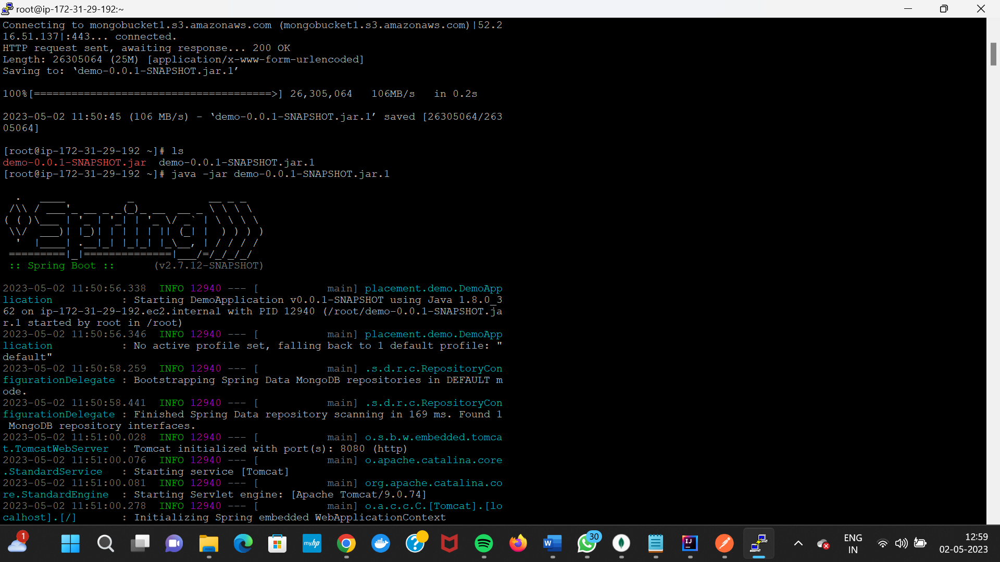 root@ip-172-31-29-192:~
Connecting to mongobucket1.s3.amazonaws.com (mongobucket1.s3.amazonaws.com)|52.2
16.51.137|:443... connected.
HTTP request sent, awaiting response... 200 OK
Length: 26305064 (25M) [application/x-www-form-urlencoded]
Saving to: ‘demo-0.0.1-SNAPSHOT.jar.1’
100%[======================================>] 26,305,064   106MB/s   in 0.2s
2023-05-02 11:50:45 (106 MB/s) - ‘demo-0.0.1-SNAPSHOT.jar.1’ saved [26305064/263
05064]
[root@ip-172-31-29-192 ~]# ls
demo-0.0.1-SNAPSHOT.jar  demo-0.0.1-SNAPSHOT.jar.1
[root@ip-172-31-29-192 ~]# java -jar demo-0.0.1-SNAPSHOT.jar.1
  .   ____          _            __ _ _
 /\\ / ___'_ __ _ _(_)_ __  __ _ \ \ \ \
( ( )\___ | '_ | '_| | '_ \/ _` | \ \ \ \
 \\/  ___)| |_)| | | | | || (_| |  ) ) ) )
  '  |____| .__|_| |_|_| |_\__, | / / / /
 =========|_|==============|___/=/_/_/_/
 :: Spring Boot ::      (v2.7.12-SNAPSHOT)
2023-05-02 11:50:56.338  INFO 12940 --- [           main] placement.demo.DemoApp
lication           : Starting DemoApplication v0.0.1-SNAPSHOT using Java 1.8.0_3
62 on ip-172-31-29-192.ec2.internal with PID 12940 (/root/demo-0.0.1-SNAPSHOT.ja
r.1 started by root in /root)
2023-05-02 11:50:56.346  INFO 12940 --- [           main] placement.demo.DemoApp
lication           : No active profile set, falling back to 1 default profile: "
default"
2023-05-02 11:50:58.259  INFO 12940 --- [           main] .s.d.r.c.RepositoryCon
figurationDelegate : Bootstrapping Spring Data MongoDB repositories in DEFAULT m
ode.
2023-05-02 11:50:58.441  INFO 12940 --- [           main] .s.d.r.c.RepositoryCon
figurationDelegate : Finished Spring Data repository scanning in 169 ms. Found 1
 MongoDB repository interfaces.
2023-05-02 11:51:00.028  INFO 12940 --- [           main] o.s.b.w.embedded.tomca
t.TomcatWebServer  : Tomcat initialized with port(s): 8080 (http)
2023-05-02 11:51:00.076  INFO 12940 --- [           main] o.apache.catalina.core
.StandardService   : Starting service [Tomcat]
2023-05-02 11:51:00.081  INFO 12940 --- [           main] org.apache.catalina.co
re.StandardEngine  : Starting Servlet engine: [Apache Tomcat/9.0.74]
2023-05-02 11:51:00.278  INFO 12940 --- [           main] o.a.c.c.C.[Tomcat].[lo
calhost].[/]       : Initializing Spring embedded WebApplicationContext
1
myhp
?
W
30
IJ
ENG
IN
12:59
02-05-2023